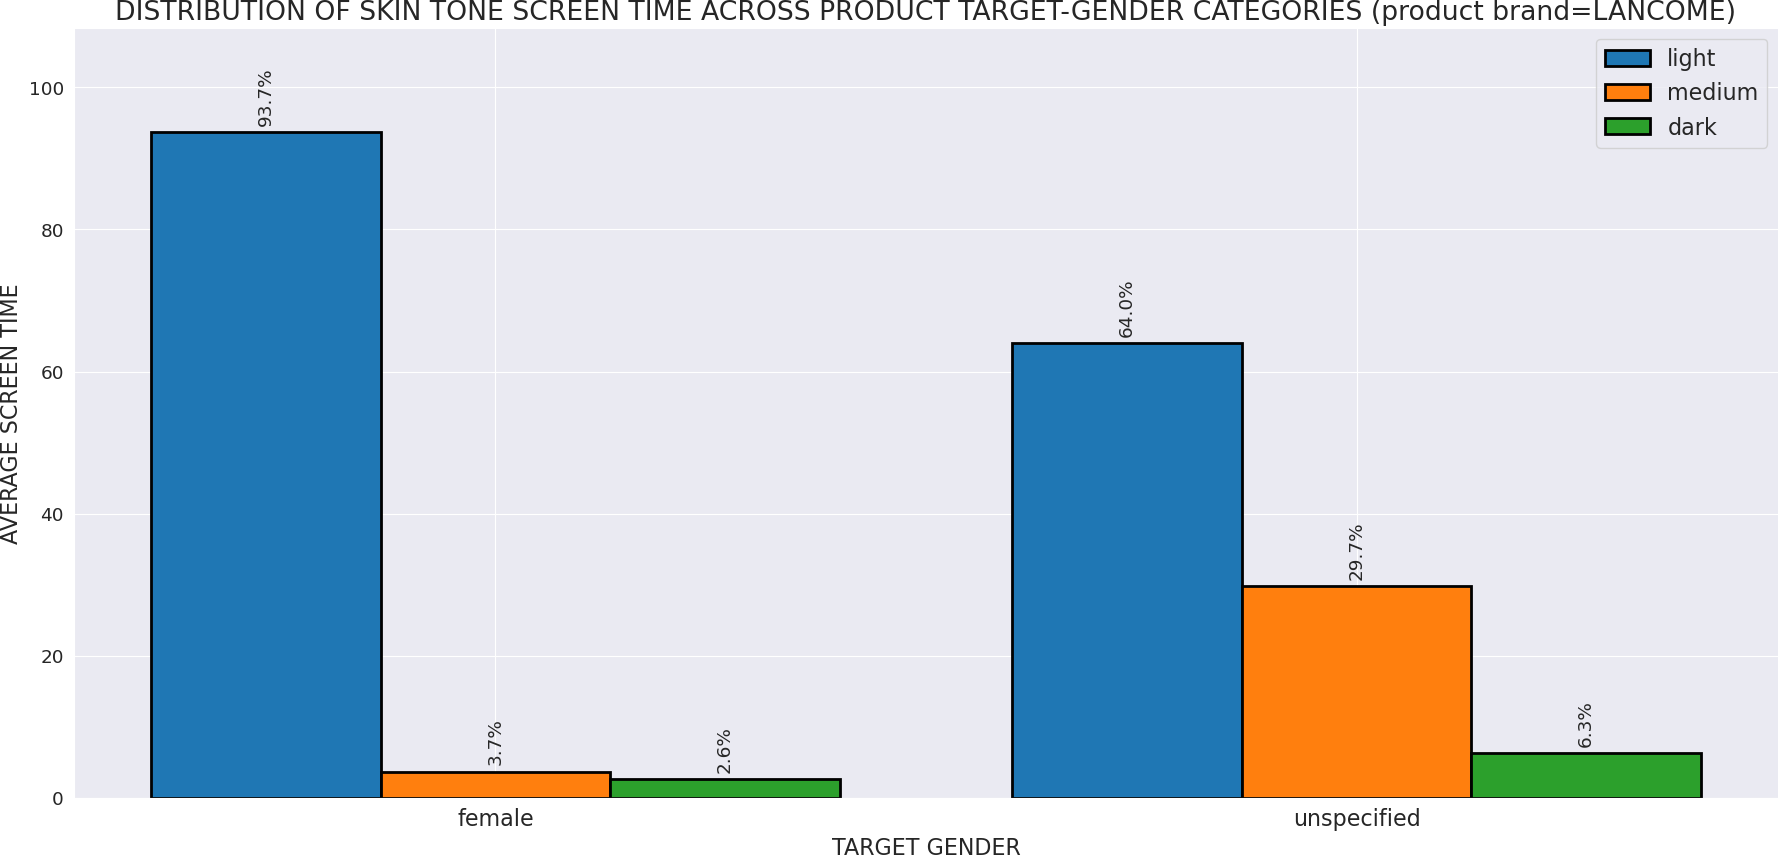 DISTRIBUTION OF SKIN TONE SCREEN TIME ACROSS PRODUCT TARGET-GENDER CATEGORIES (product brand=LANCOME)
light
medium
dark
AVERAGE SCREEN TIME
100
80
60
40
20
0
93.7%
3.7%
2.6%
64.0%
29.7%
6.3%
female
unspecified
TARGET GENDER